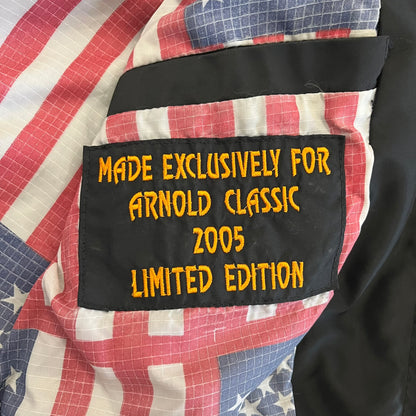 MADE EXCLUSIVELY FOR
ARNOLD CLASSIC
2005
LIMITED EDITION